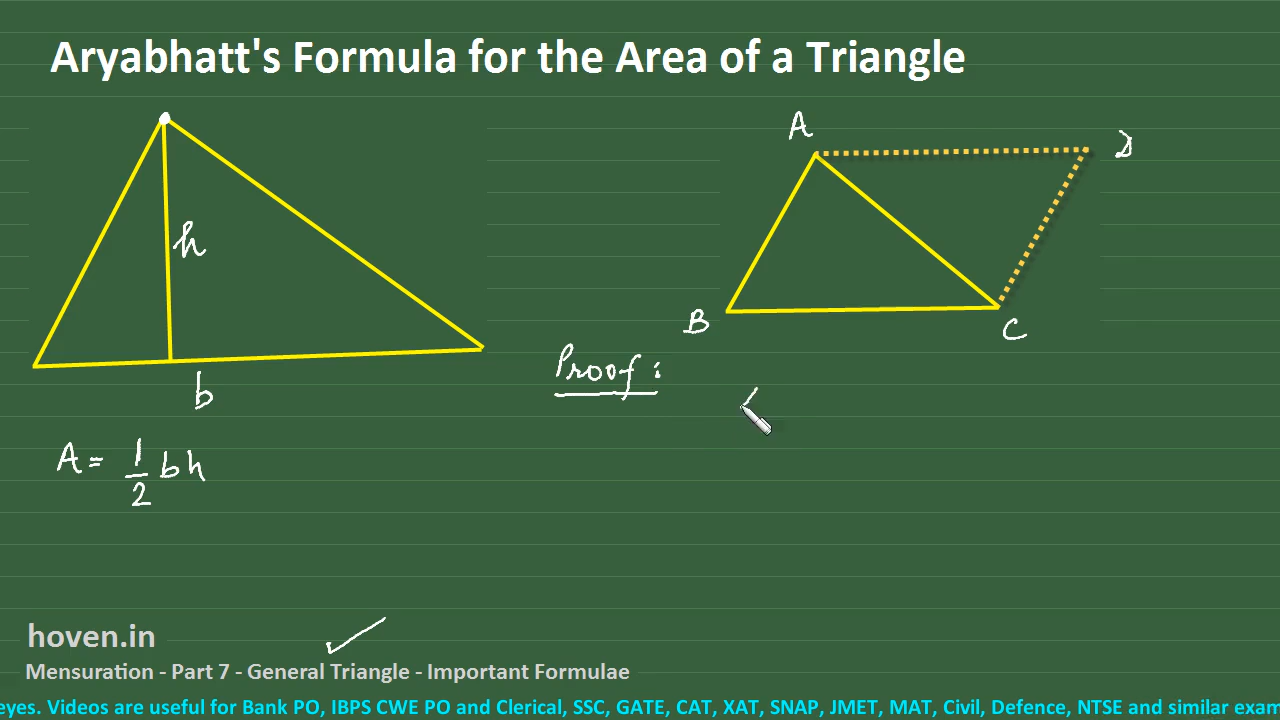 Aryabhatt's Formula for the Area of a Triangle
A
D
h
B
C
b
Proof :
A = 1/2 bh
hoven.in
Mensuration - Part 7 - General Triangle - Important Formulae
eyes. Videos are useful for Bank PO, IBPS CWE PO and Clerical, SSC, GATE, CAT, XAT, SNAP, JMET, MAT, Civil, Defence, NTSE and similar exam